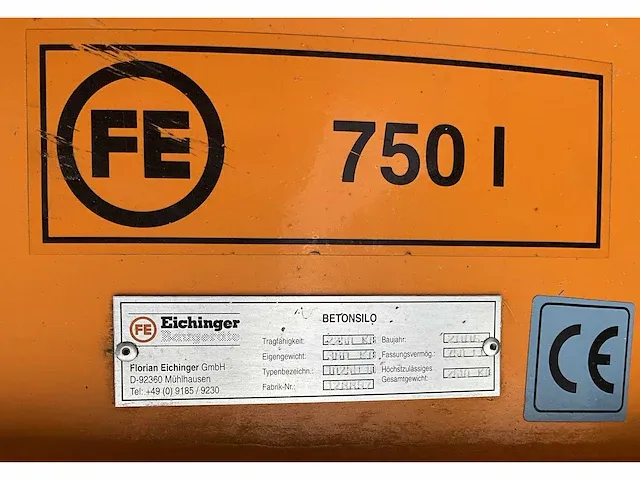 FE 750 l
FE Eichinger BETONSILO
Baugeräte
Tragfähigkeit: Baujahr:
Eigengewicht: Fassungsvermög.:
Typenbezeichn.: Höchstzulässiges
Gesamtgewicht:
Fabrik-Nr.:
Florian Eichinger GmbH
D-92360 Mühlhausen
Tel: +49 (0) 9185 / 9230
CE